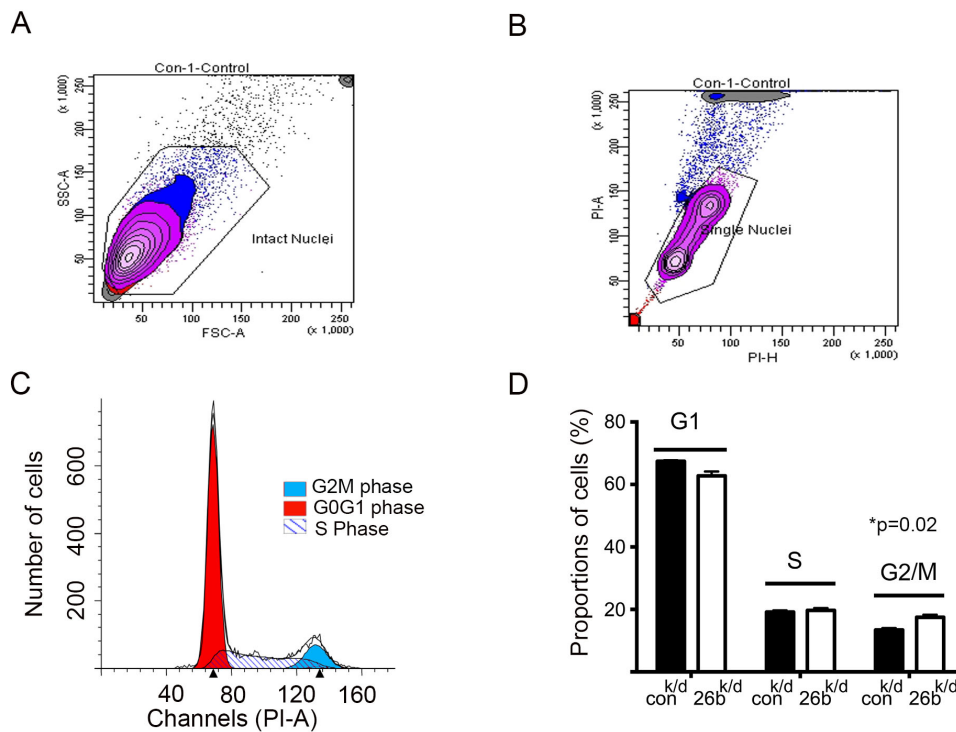 A
Con-1-Control
(x 1,000)
SSC-A
50 100 150 200 250
Intact Nuclei
50 100 150 200 250
FSC-A
(x 1,000)
B
Con-1-Control
(x 1,000)
PI-A
50 100 150 200 250
Single Nuclei
50 100 150 200 250
PI-H
(x 1,000)
C
Number of cells
200 400 600
G2M phase
G0G1 phase
S Phase
40 80 120 160
Channels (PI-A)
D
Proportions of cells (%)
80
60
40
20
G1
S
*p=0.02
G2/M
con k/d 26b k/d con k/d 26b k/d con k/d 26b k/d